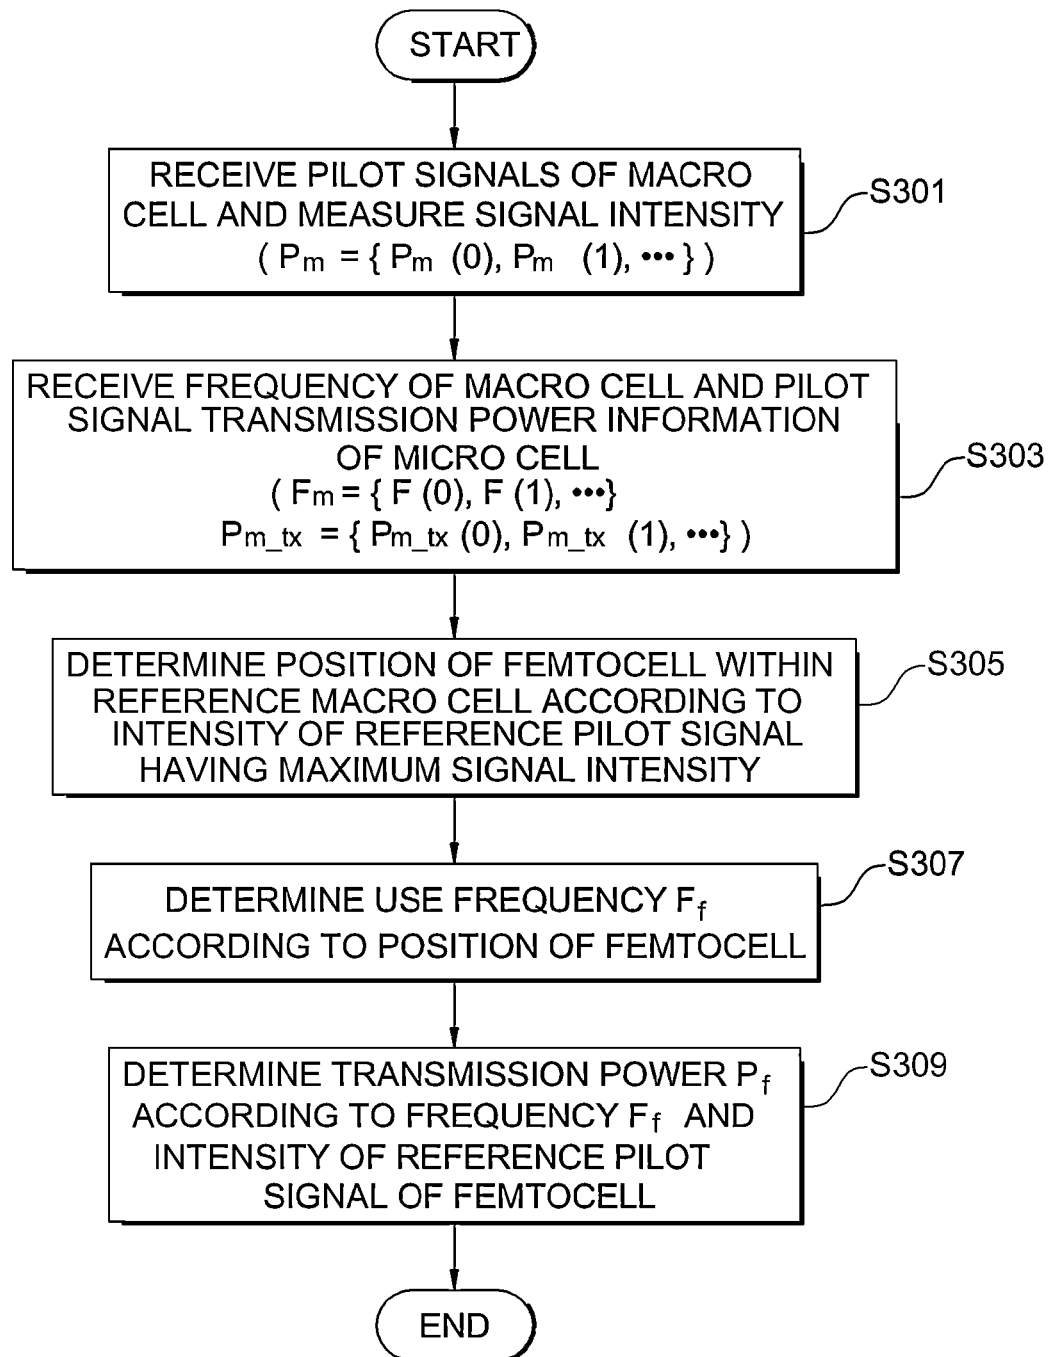 START
RECEIVE PILOT SIGNALS OF MACRO
CELL AND MEASURE SIGNAL INTENSITY
( Pm = { Pm (0), Pm (1), ••• } )
S301
RECEIVE FREQUENCY OF MACRO CELL AND PILOT
SIGNAL TRANSMISSION POWER INFORMATION
OF MICRO CELL
( Fm = { F (0), F (1), •••}
Pm_tx = { Pm_tx (0), Pm_tx (1), •••} )
S303
DETERMINE POSITION OF FEMTOCELL WITHIN
REFERENCE MACRO CELL ACCORDING TO
INTENSITY OF REFERENCE PILOT SIGNAL
HAVING MAXIMUM SIGNAL INTENSITY
S305
DETERMINE USE FREQUENCY Ff
ACCORDING TO POSITION OF FEMTOCELL
S307
DETERMINE TRANSMISSION POWER Pf
ACCORDING TO FREQUENCY Ff AND
INTENSITY OF REFERENCE PILOT
SIGNAL OF FEMTOCELL
S309
END